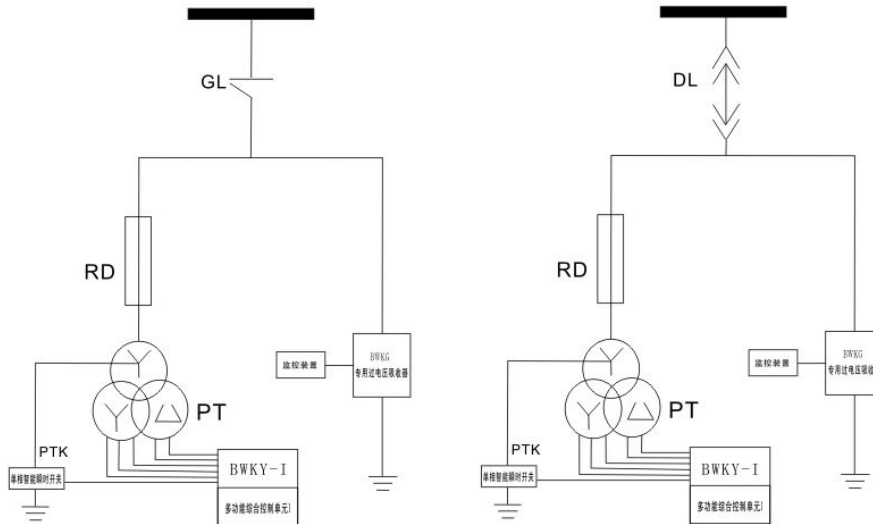 GL
RD
BWKG
专用过电压吸收器
监控装置
PT
PTK
单相智能瞬时开关
BWKY-I
多功能综合控制单元I
DL
RD
BWKG
专用过电压吸收
监控装置
PT
PTK
单相智能瞬时开关
BWKY-I
多功能综合控制单元I